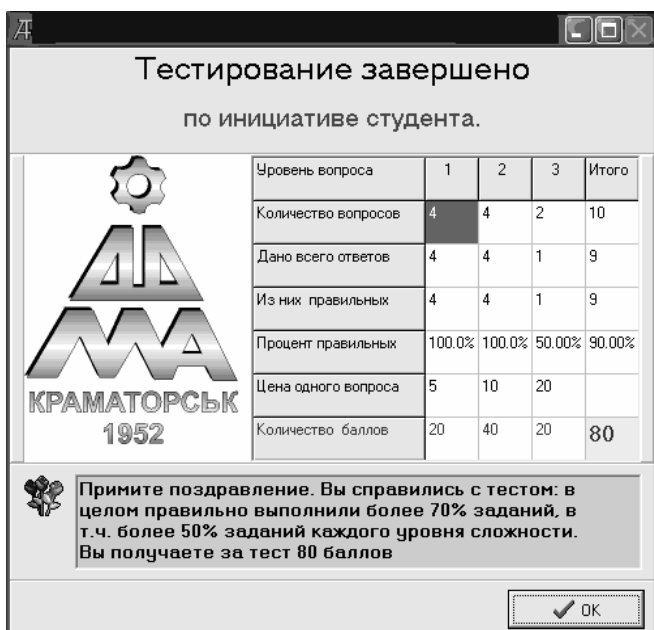 Тестирование завершено
по инициативе студента.
Уровень вопроса 1 2 3 Итого
Количество вопросов 4 4 2 10
Дано всего ответов 4 4 1 9
Из них правильных 4 4 1 9
Процент правильных 100.0% 100.0% 50.00% 90.00%
Цена одного вопроса 5 10 20
Количество баллов 20 40 20 80
ДДМА
КРАМАТОРСЬК
1952
Примите поздравление. Вы справились с тестом: в
целом правильно выполнили более 70% заданий, в
т.ч. более 50% заданий каждого уровня сложности.
Вы получаете за тест 80 баллов
OK